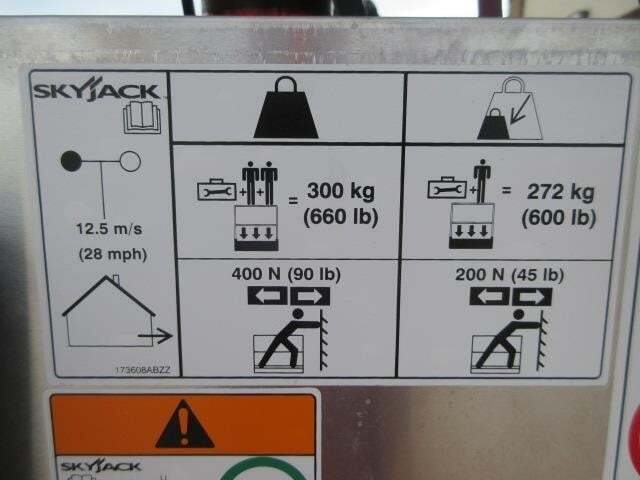 SKYJACK
12.5 m/s
(28 mph)
173608ABZZ
= 300 kg
(660 lb)
400 N (90 lb)
= 272 kg
(600 lb)
200 N (45 lb)
SKYJACK